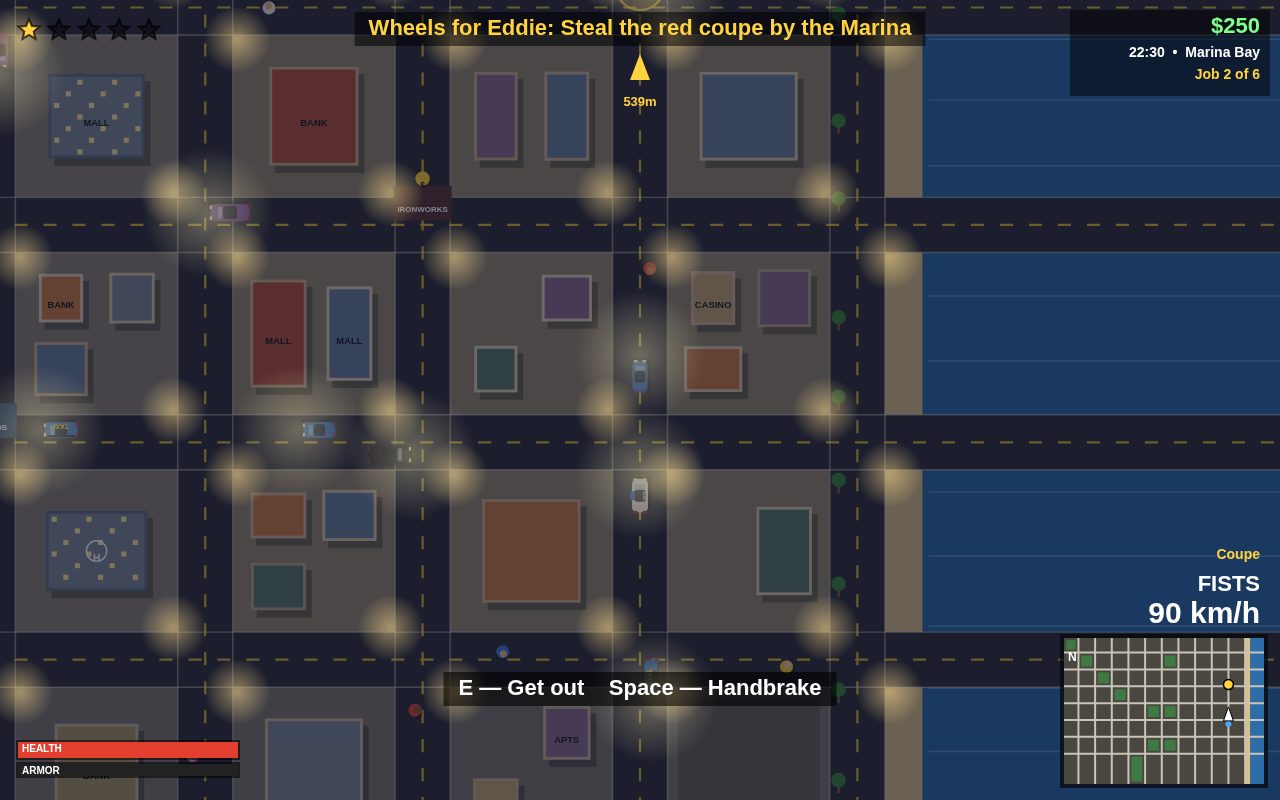 Wheels for Eddie: Steal the red coupe by the Marina
$250
22:30 • Marina Bay
Job 2 of 6
539m
MALL
BANK
$
IRONWORKS
BANK
MALL
MALL
CASINO
TAXI
H
Coupe
FISTS
90 km/h
N
E — Get out Space — Handbrake
APTS
HEALTH
ARMOR
BANK